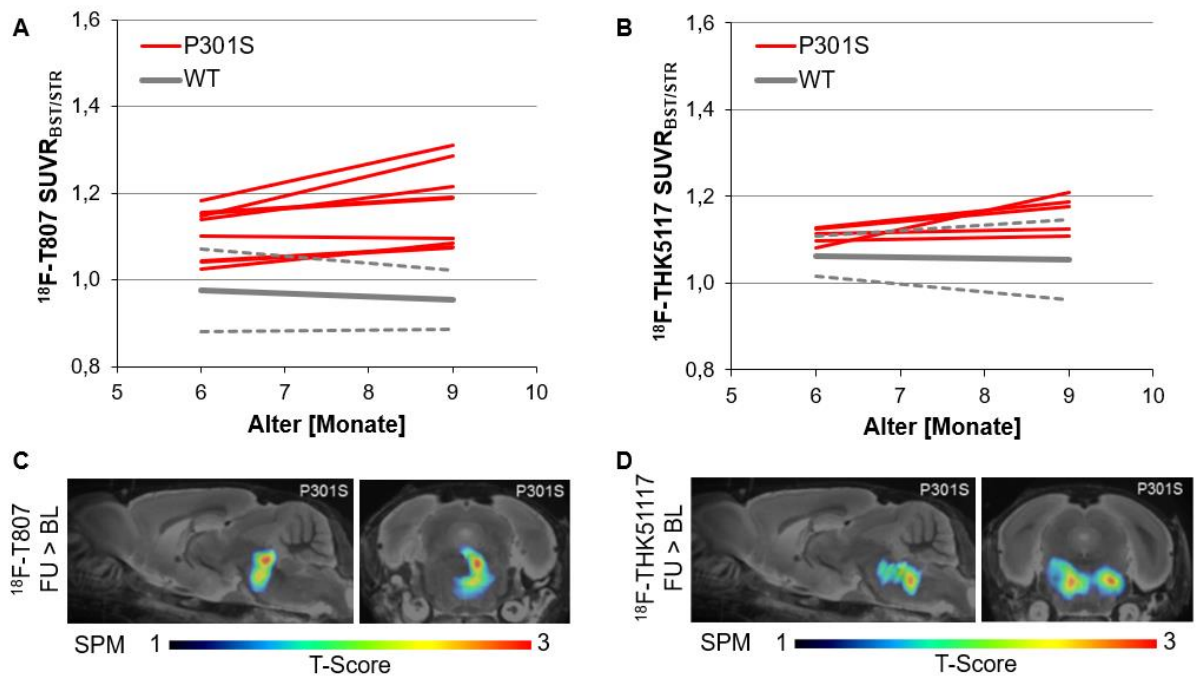 A
1,6
1,4
1,2
1,0
0,8
5 6 7 8 9 10
P301S
WT
¹⁸F-T807 SUVR_BST/STR
Alter [Monate]
B
1,6
1,4
1,2
1,0
0,8
5 6 7 8 9 10
P301S
WT
¹⁸F-THK5117 SUVR_BST/STR
Alter [Monate]
C
¹⁸F-T807
FU > BL
P301S
P301S
SPM 1 3
T-Score
D
¹⁸F-THK51117
FU > BL
P301S
P301S
SPM 1 3
T-Score